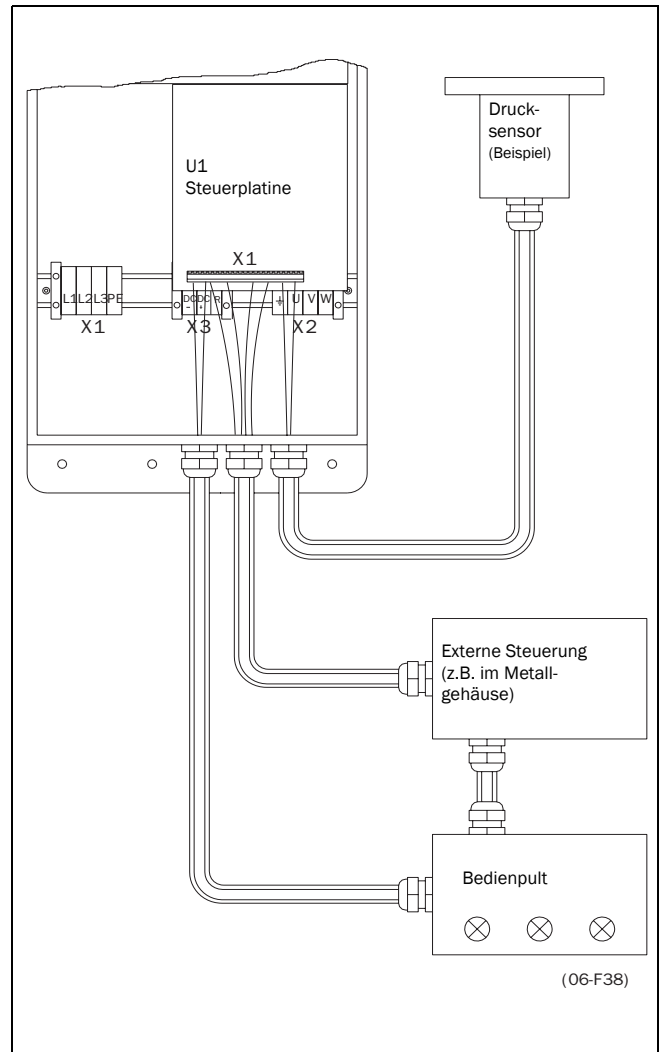 Druck-
sensor
(Beispiel)
U1
Steuerplatine
X1
L1 L2 L3 PE
DC - DC + R
U V W
X1
X3
X2
Externe Steuerung
(z.B. im Metall-
gehäuse)
Bedienpult
(06-F38)